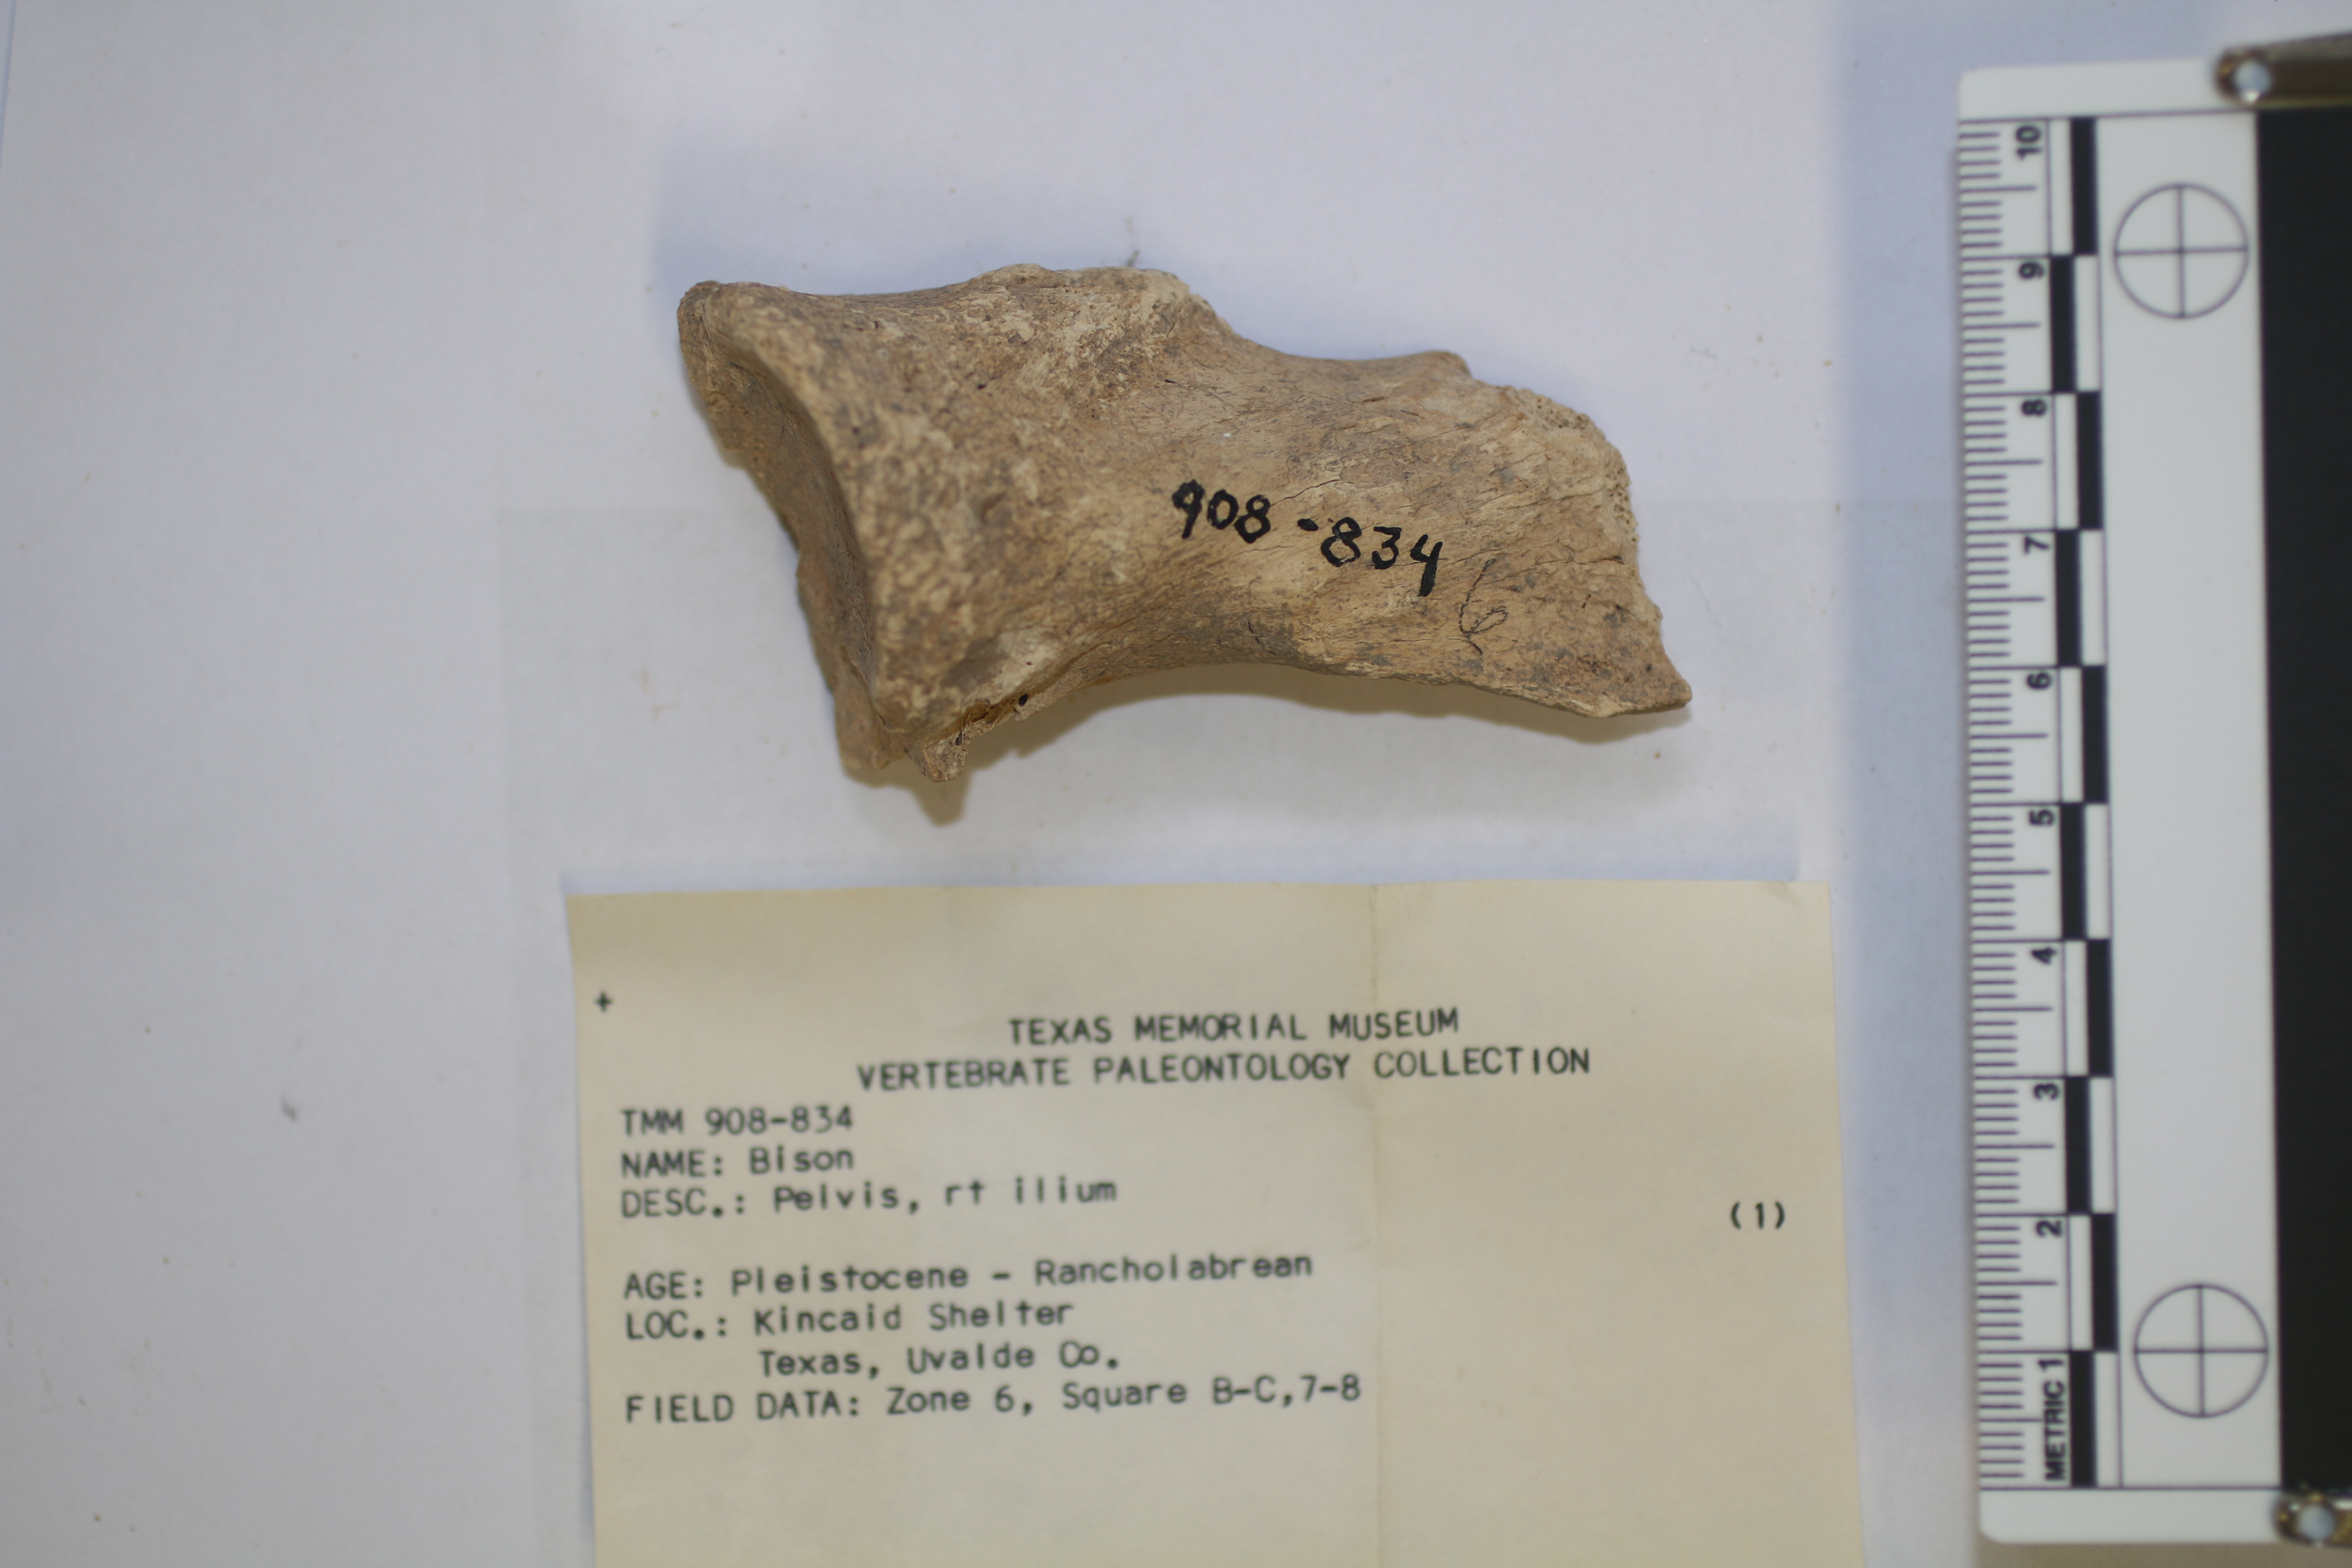 +
TEXAS MEMORIAL MUSEUM
VERTEBRATE PALEONTOLOGY COLLECTION
TMM 908-834
NAME: Bison
DESC.: Pelvis, rt ilium (1)
AGE: Pleistocene - Rancholabrean
LOC.: Kincaid Shelter
Texas, Uvalde Co.
FIELD DATA: Zone 6, Square B-C,7-8
908-834
6
METRIC 1 2 3 4 5 6 7 8 9 10